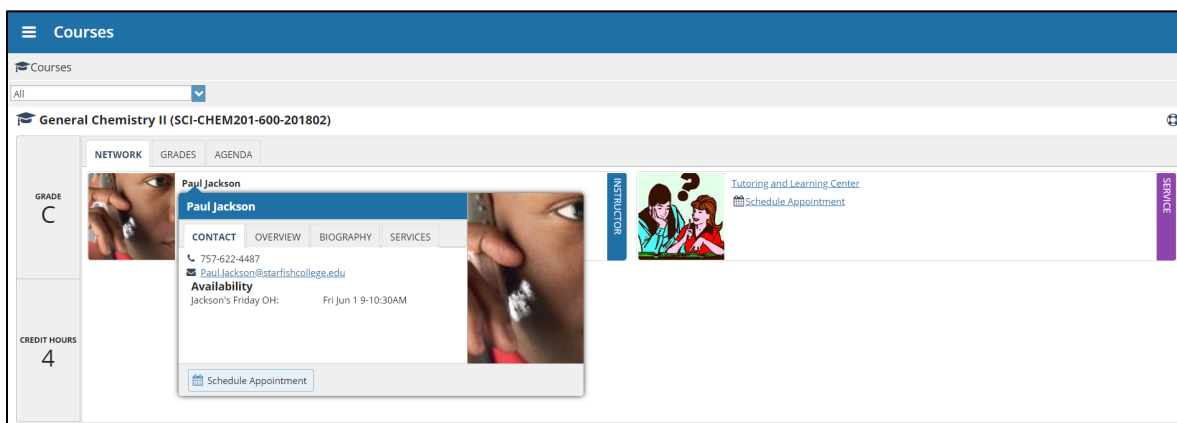 Courses
Courses
All
General Chemistry II (SCI-CHEM201-600-201802)
GRADE
C
CREDIT HOURS
4
NETWORK GRADES AGENDA
Paul Jackson
Paul Jackson
CONTACT OVERVIEW BIOGRAPHY SERVICES
757-622-4487
Paul.Jackson@starfishcollege.edu
Availability
Jackson's Friday OH: Fri Jun 1 9-10:30AM
Schedule Appointment
INSTRUCTOR
?
Tutoring and Learning Center
Schedule Appointment
SERVICE